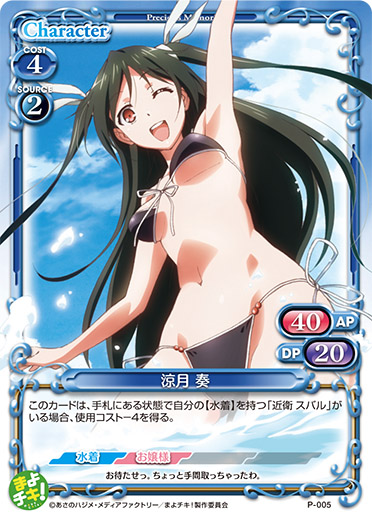 Precious Memories
Character
COST
4
SOURCE
2
40 AP
DP 20
涼月 奏
このカードは、手札にある状態で自分の【水着】を持つ「近衛 スバル」が
いる場合、使用コスト－4を得る。
水着 お嬢様
お待たせっ。ちょっと手間取っちゃったわ。
まよチキ!
©あさのハジメ・メディアファクトリー/まよチキ!製作委員会
P-005